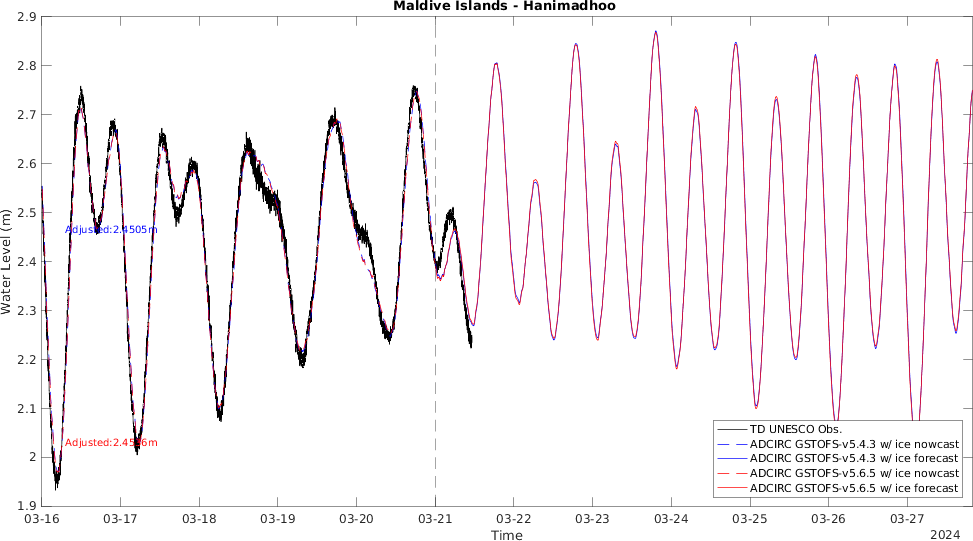 Maldive Islands - Hanimadhoo
2.9
2.8
2.7
2.6
2.5
2.4
2.3
2.2
2.1
2
1.9
Water Level (m)
Adjusted:2.4505m
TD UNESCO Obs.
ADCIRC GSTOFS-v5.4.3 w/ ice nowcast
ADCIRC GSTOFS-v5.4.3 w/ ice forecast
ADCIRC GSTOFS-v5.6.5 w/ ice nowcast
ADCIRC GSTOFS-v5.6.5 w/ ice forecast
03-16
03-17
03-18
03-19
03-20
03-21
03-22
03-23
03-24
03-25
03-26
03-27
Time
2024